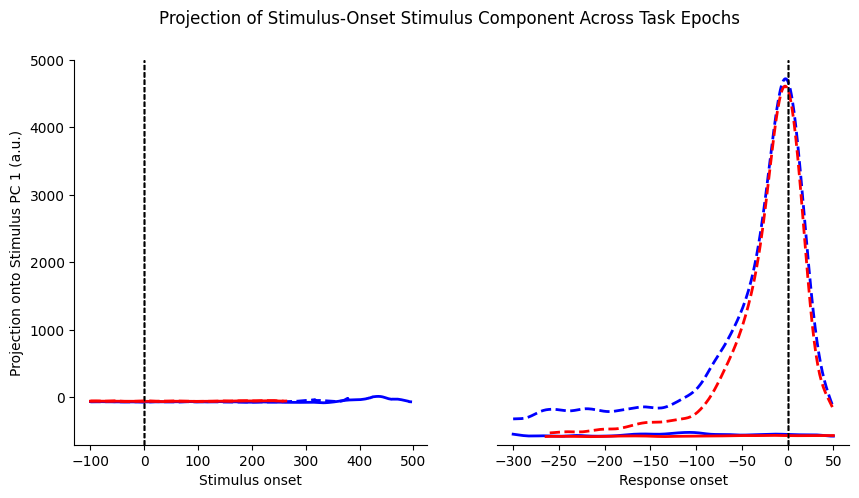 Projection of Stimulus-Onset Stimulus Component Across Task Epochs
Projection onto Stimulus PC 1 (a.u.)
5000
4000
3000
2000
1000
0
−100 0 100 200 300 400 500
Stimulus onset
−300 −250 −200 −150 −100 −50 0 50
Response onset